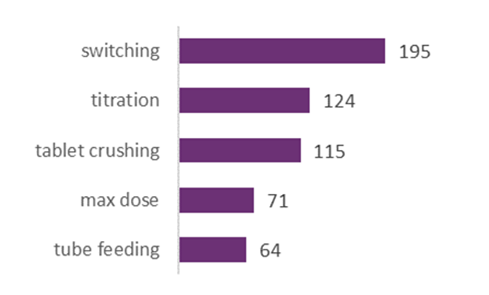 switching 195
titration 124
tablet crushing 115
max dose 71
tube feeding 64